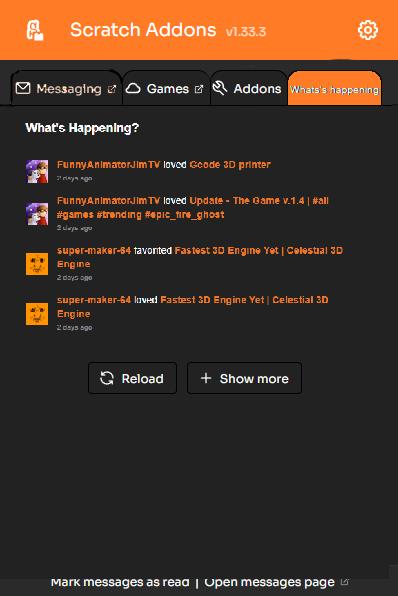 Scratch Addons v1.33.3
Messaging Games Addons Whats's happening
What's Happening?
FunnyAnimatorJimTV loved Gcode 3D printer
2 days ago
FunnyAnimatorJimTV loved Update - The Game v.1.4 | #all
#games #trending #epic_fire_ghost
2 days ago
super-maker-64 favorited Fastest 3D Engine Yet | Celestial 3D
Engine
2 days ago
super-maker-64 loved Fastest 3D Engine Yet | Celestial 3D
Engine
2 days ago
Reload + Show more
Mark messages as read | Open messages page